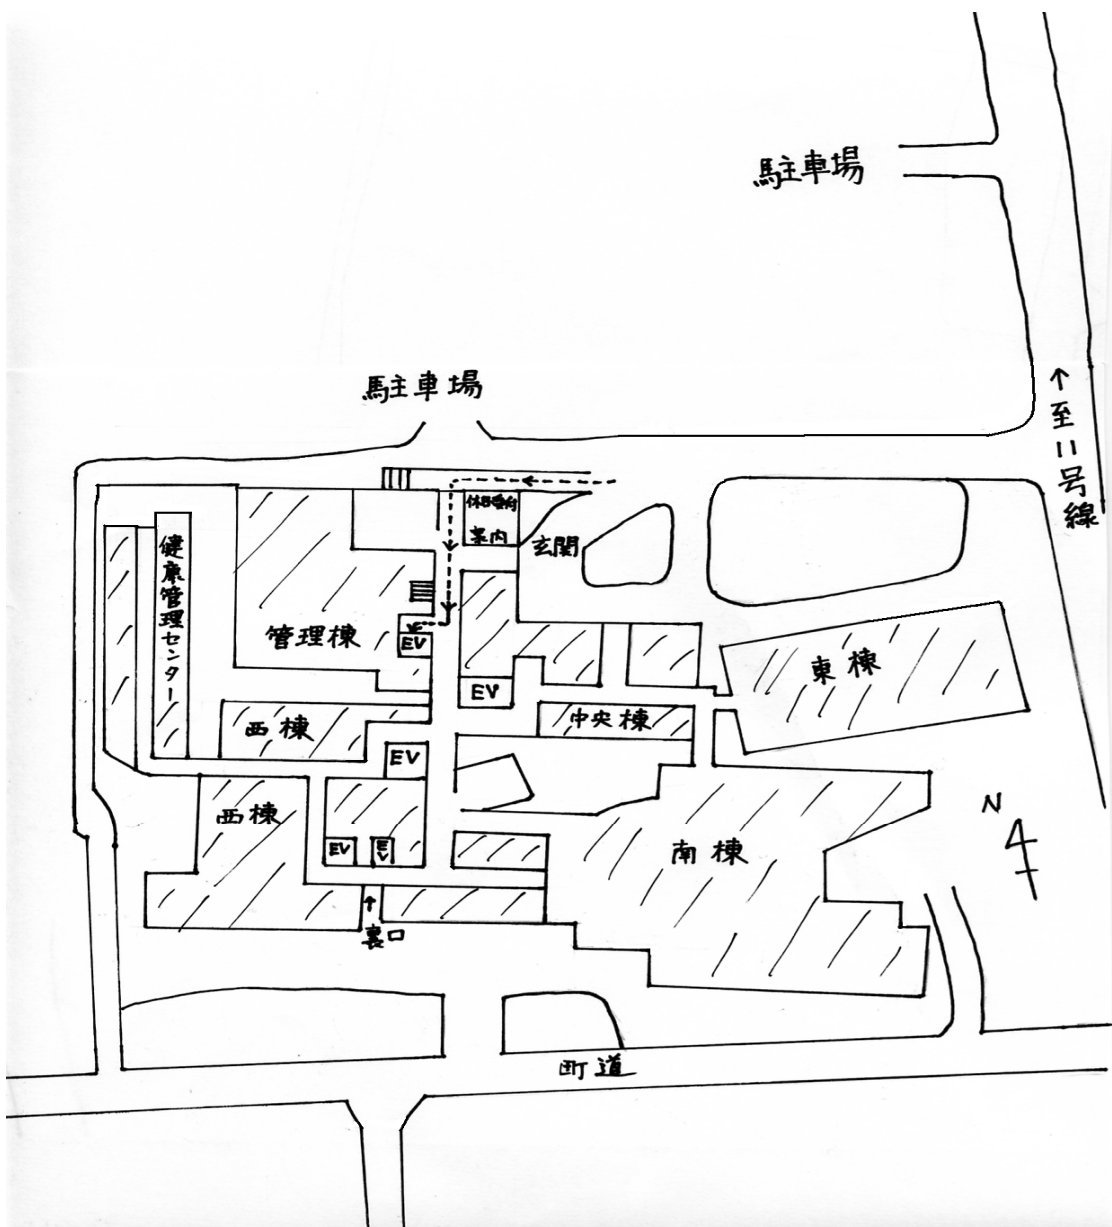 駐車場
駐車場
↑至11号線
休日受付
案内
玄関
健康管理センター
管理棟
EV
EV
東棟
西棟
中央棟
EV
西棟
EV
EV
南棟
N
↑
裏口
町道